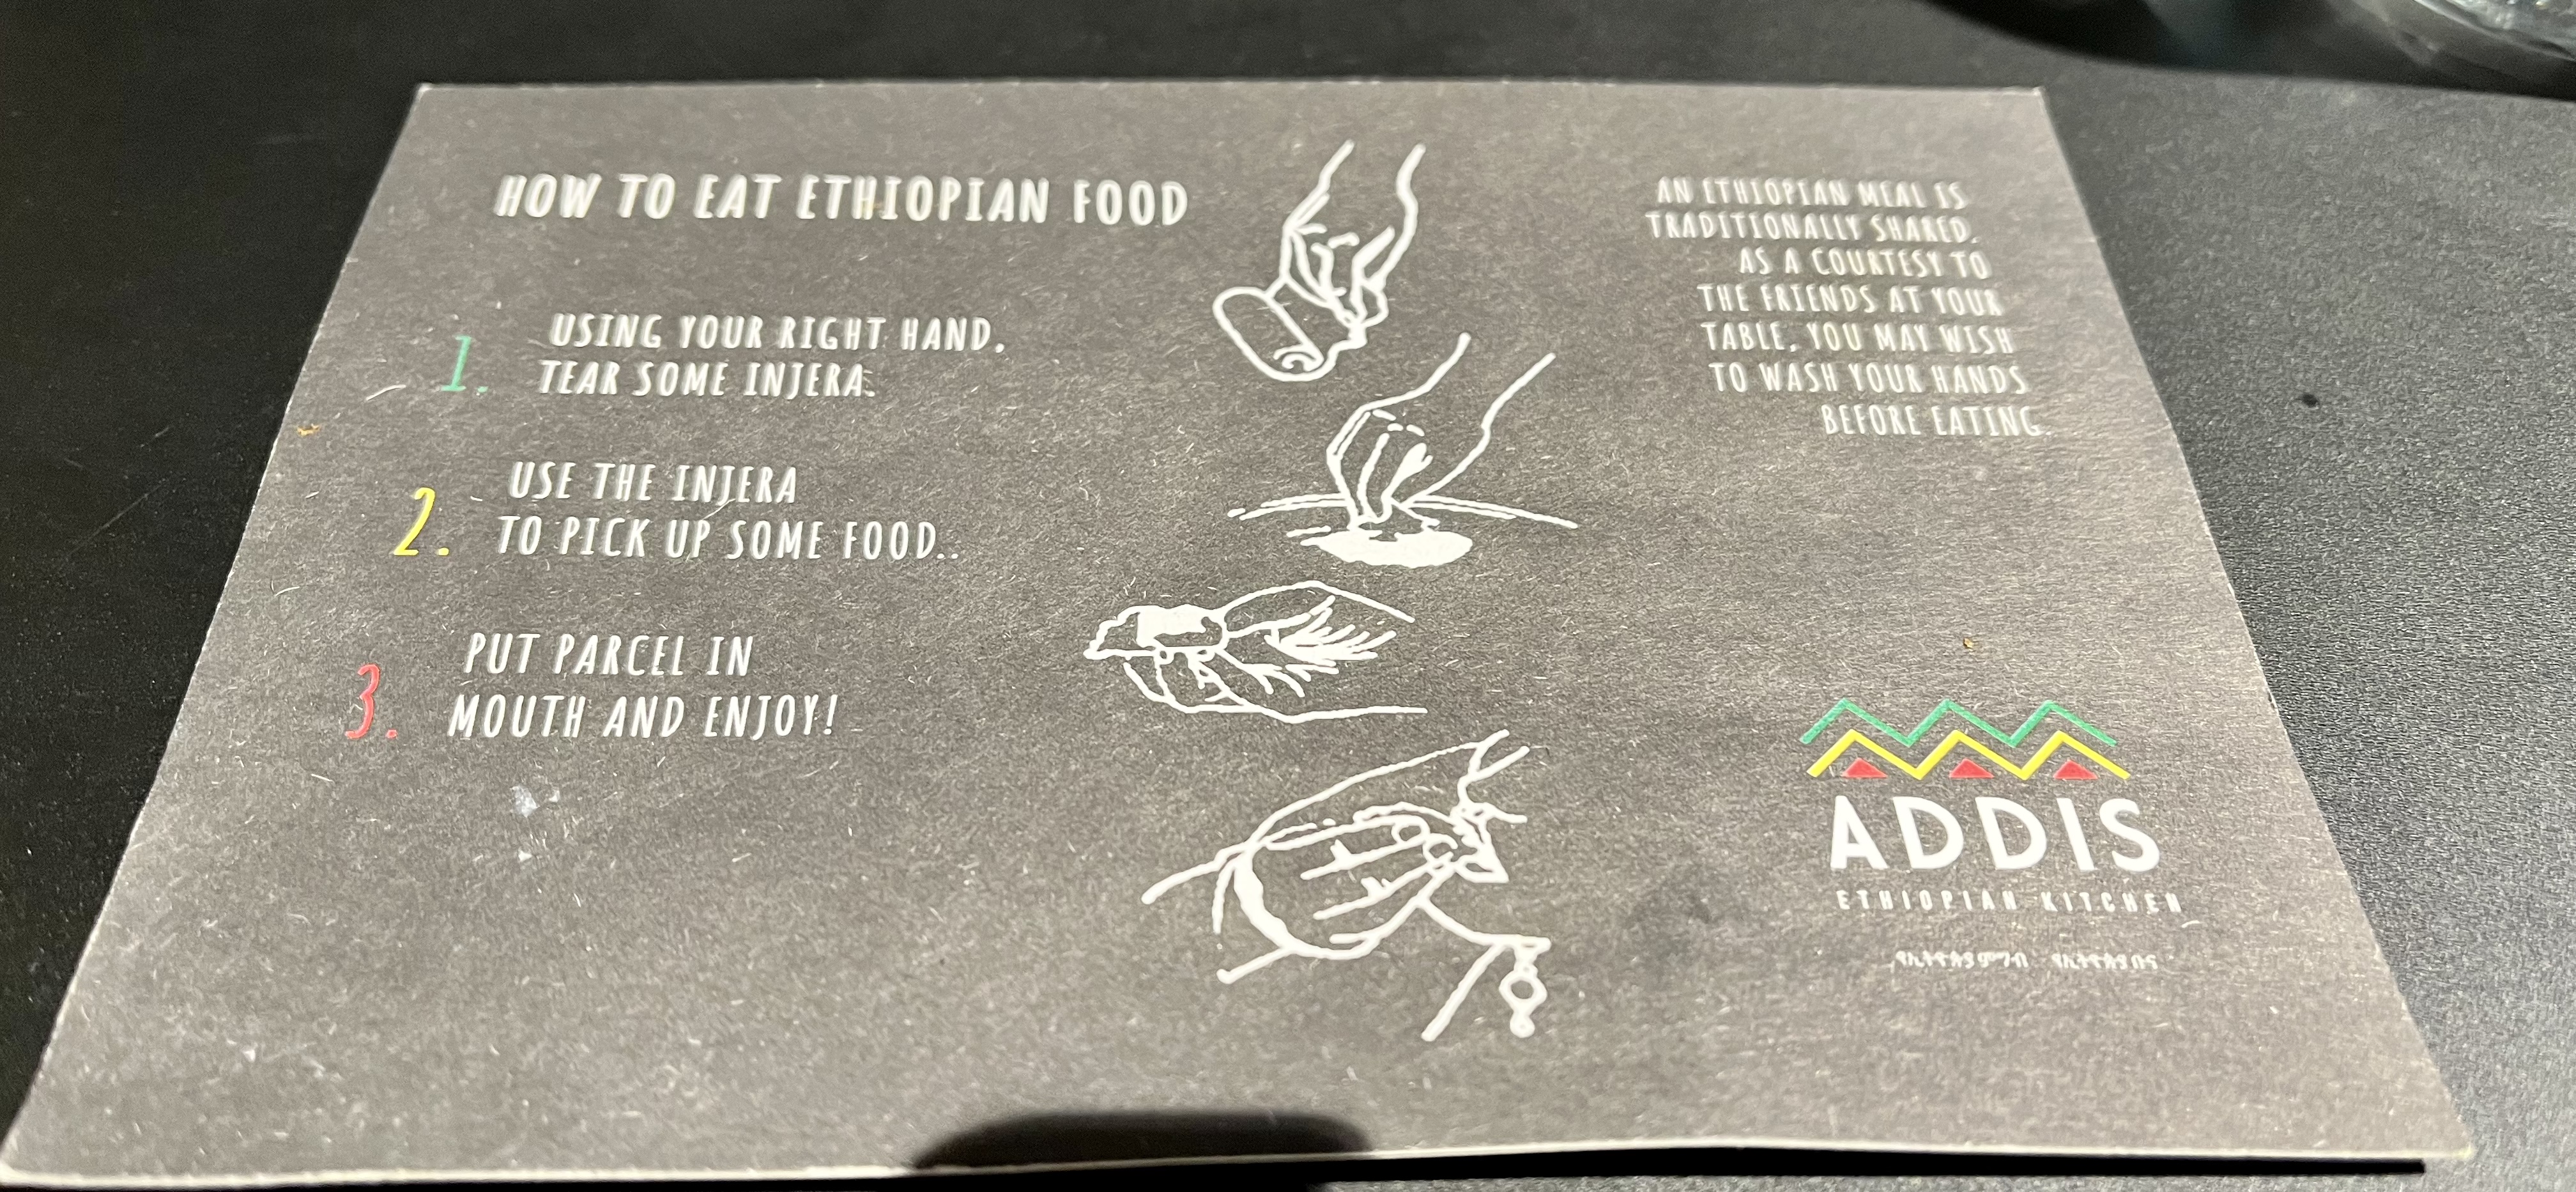 HOW TO EAT ETHIOPIAN FOOD
1. USING YOUR RIGHT HAND,
TEAR SOME INJERA.
2. USE THE INJERA
TO PICK UP SOME FOOD..
3. PUT PARCEL IN
MOUTH AND ENJOY!
AN ETHIOPIAN MEAL IS
TRADITIONALLY SHARED.
AS A COURTESY TO
THE FRIENDS AT YOUR
TABLE, YOU MAY WISH
TO WASH YOUR HANDS
BEFORE EATING.
ADDIS
ETHIOPIAN KITCHEN